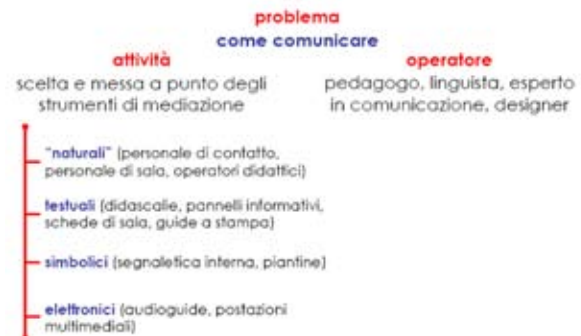 problema
come comunicare
attività
scelta e messa a punto degli
strumenti di mediazione
operatore
pedagogo, linguista, esperto
in comunicazione, designer
"naturali" (personale di contatto,
personale di sala, operatori didattici)
testuali (didascalie, pannelli informativi,
schede di sala, guide a stampa)
simbolici (segnaletica interna, piantine)
elettronici (audioguide, postazioni
multimediali)